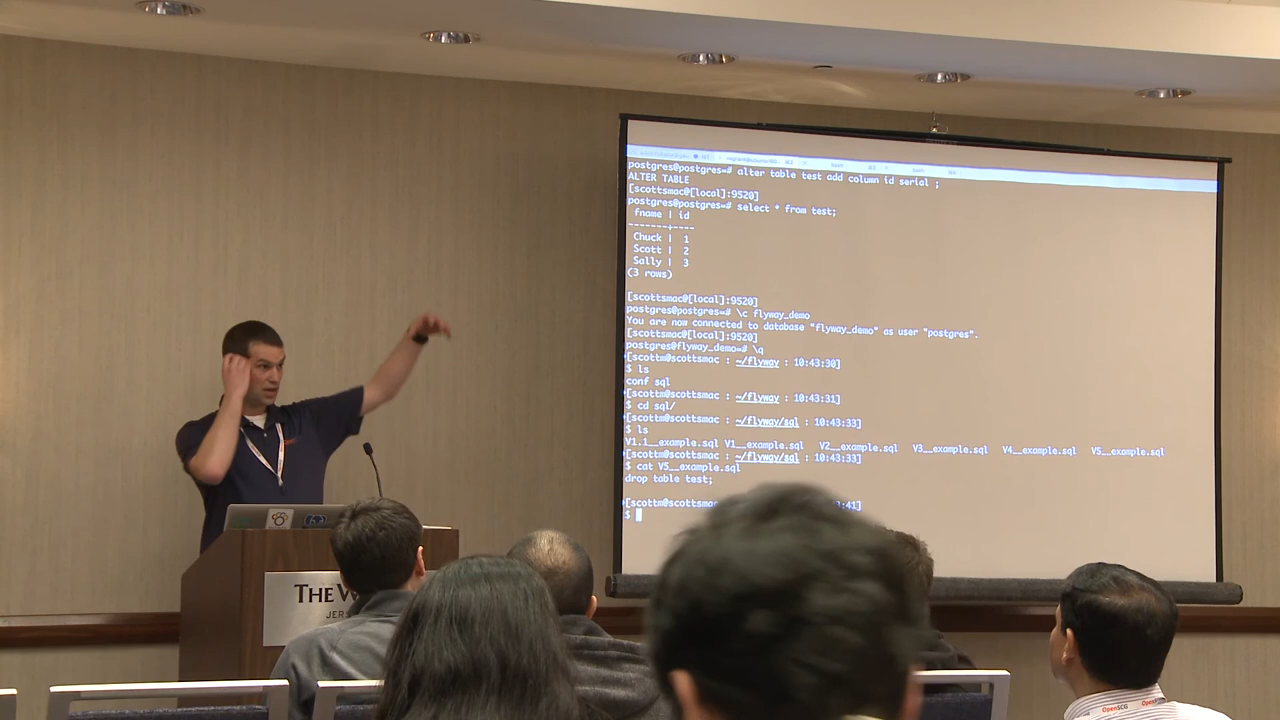 postgres@postgres=# alter table test add column id serial ;
ALTER TABLE
[scottsmac@[local]:9520]
postgres@postgres=# select * from test;
fname | id
-------+----
Chuck | 1
Scott | 2
Sally | 3
(3 rows)
[scottsmac@[local]:9520]
postgres@postgres=# \c flyway_demo
You are now connected to database "flyway_demo" as user "postgres".
[scottsmac@[local]:9520]
postgres@flyway_demo=# \q
[scottm@scottsmac : ~/flyway : 10:43:30]
$ ls
conf sql
[scottm@scottsmac : ~/flyway : 10:43:31]
$ cd sql/
[scottm@scottsmac : ~/flyway/sql : 10:43:33]
$ ls
V1.1__example.sql V1__example.sql V2__example.sql V3__example.sql V4__example.sql V5__example.sql
[scottm@scottsmac : ~/flyway/sql : 10:43:33]
$ cat V5__example.sql
drop table test;
[scottm@scottsmac :41]
$
THE W
JERS
OpenSCG